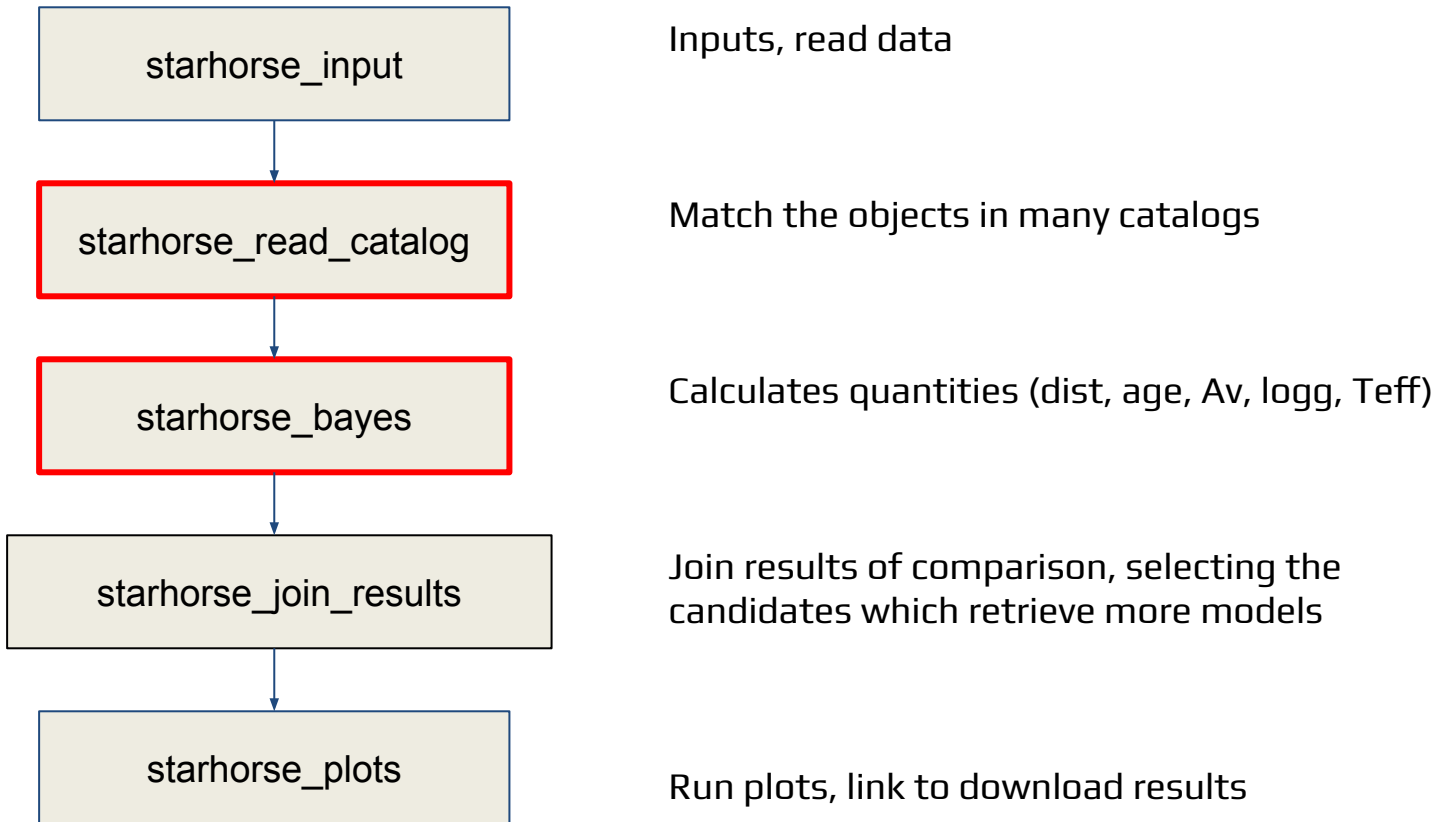 starhorse_input
Inputs, read data
starhorse_read_catalog
Match the objects in many catalogs
starhorse_bayes
Calculates quantities (dist, age, Av, logg, Teff)
starhorse_join_results
Join results of comparison, selecting the
candidates which retrieve more models
starhorse_plots
Run plots, link to download results